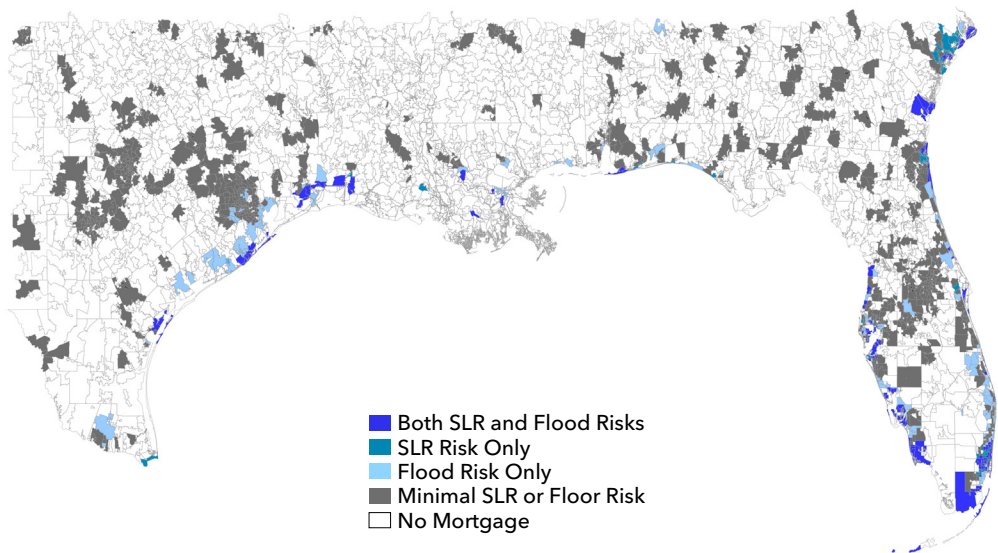 Both SLR and Flood Risks
SLR Risk Only
Flood Risk Only
Minimal SLR or Floor Risk
No Mortgage